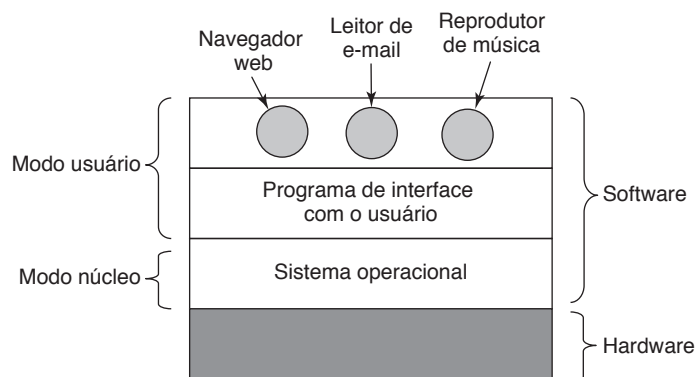 Navegador
web
Leitor de
e-mail
Reprodutor
de música
Modo usuário
Programa de interface
com o usuário
Software
Modo núcleo
Sistema operacional
Hardware